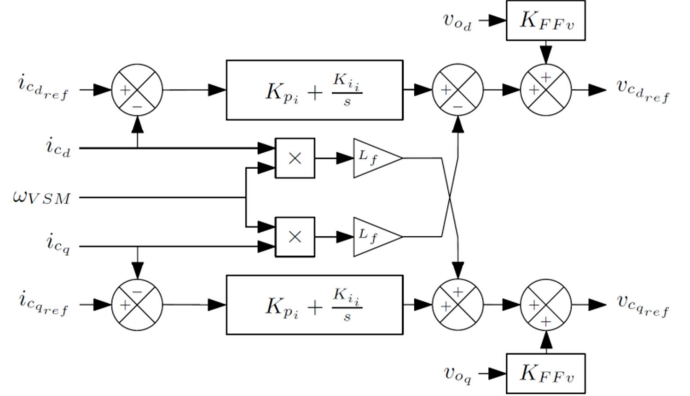 v_{o_d} K_{FFv}
i_{c_{d_{ref}}} + − K_{p_i} + \frac{K_{i_i}}{s} + − + + v_{c_{d_{ref}}}
i_{c_d} × L_f
ω_{VSM}
i_{c_q} × L_f
i_{c_{q_{ref}}} + − K_{p_i} + \frac{K_{i_i}}{s} + + + + v_{c_{q_{ref}}}
v_{o_q} K_{FFv}